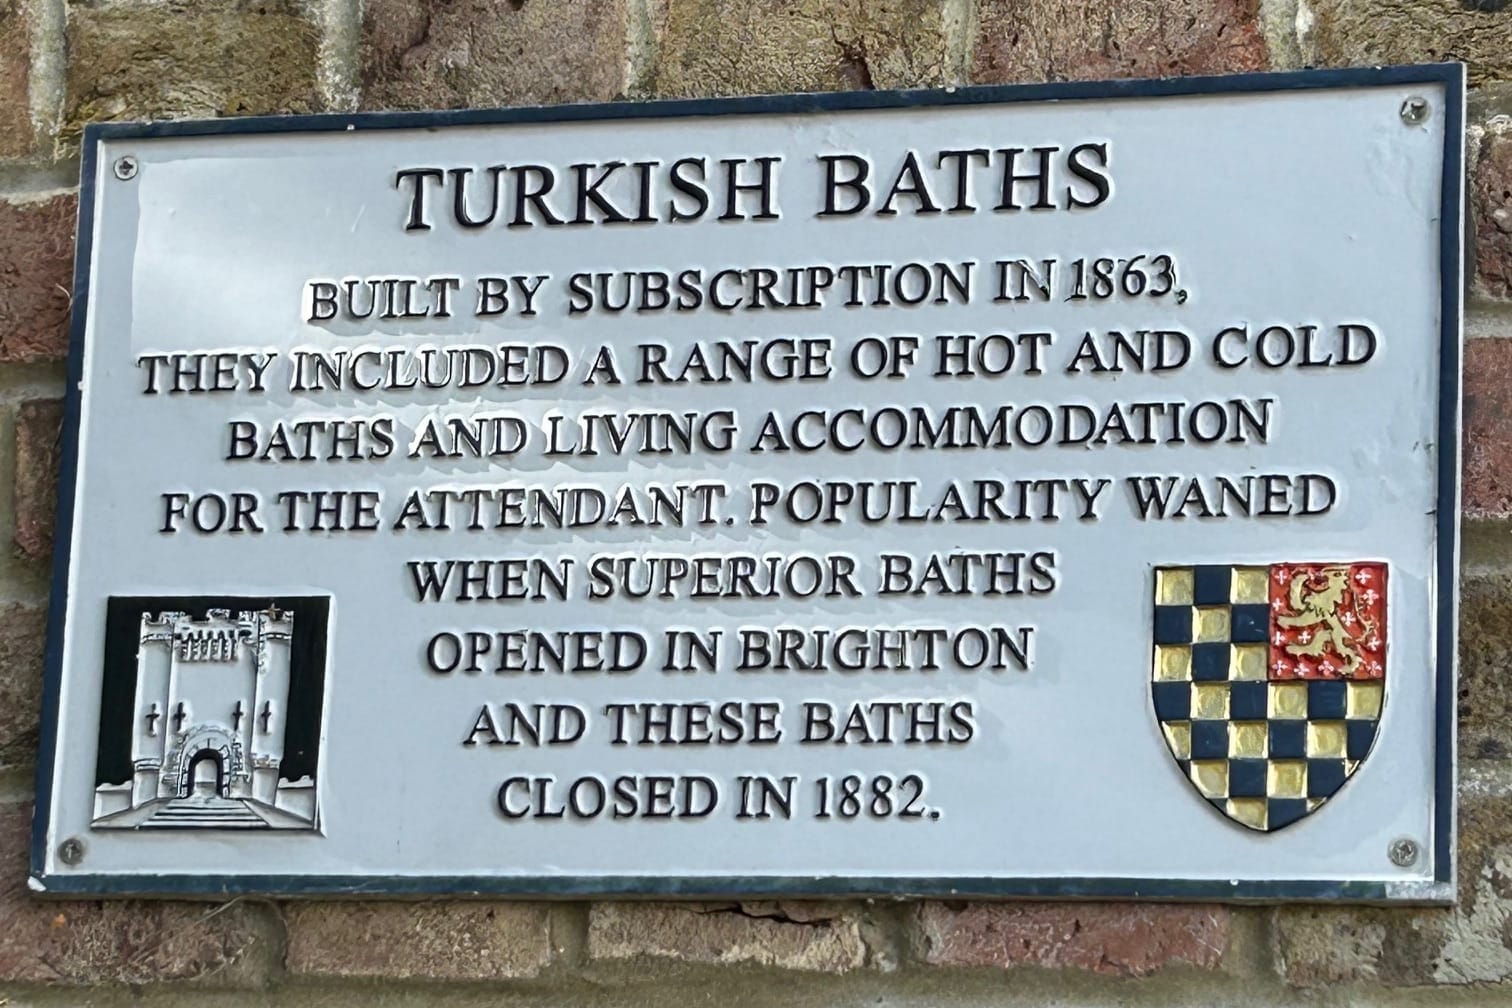 TURKISH BATHS
BUILT BY SUBSCRIPTION IN 1863,
THEY INCLUDED A RANGE OF HOT AND COLD
BATHS AND LIVING ACCOMMODATION
FOR THE ATTENDANT. POPULARITY WANED
WHEN SUPERIOR BATHS
OPENED IN BRIGHTON
AND THESE BATHS
CLOSED IN 1882.